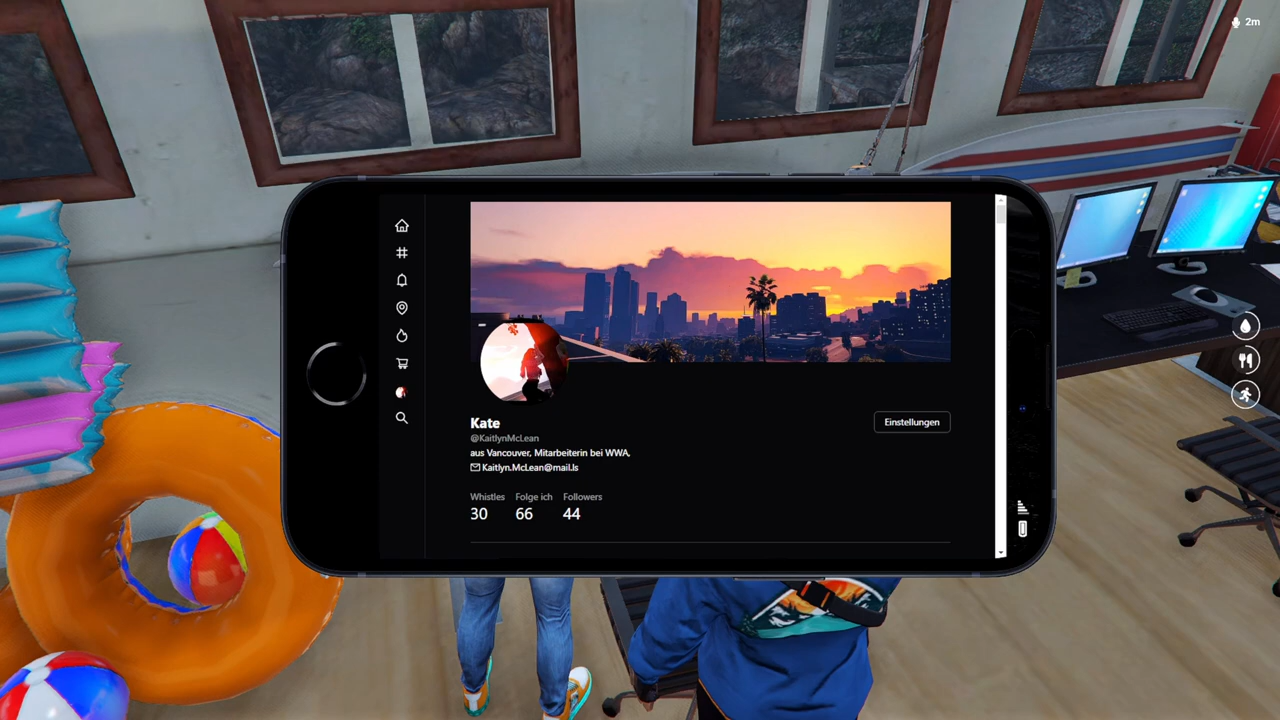 2m
Kate
Einstellungen
@KaitlynMcLean
aus Vancouver, Mitarbeiterin bei WWA,
Kaitlyn.McLean@mail.ls
Whistles Folge ich Followers
30 66 44